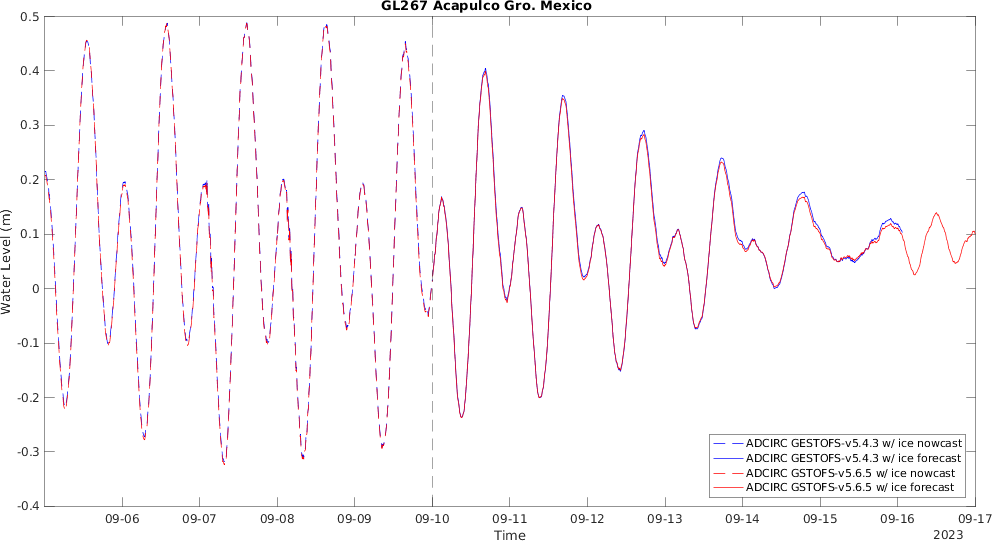 GL267 Acapulco Gro. Mexico
0.5
0.4
0.3
0.2
0.1
0
-0.1
-0.2
-0.3
-0.4
Water Level (m)
ADCIRC GESTOFS-v5.4.3 w/ ice nowcast
ADCIRC GESTOFS-v5.4.3 w/ ice forecast
ADCIRC GSTOFS-v5.6.5 w/ ice nowcast
ADCIRC GSTOFS-v5.6.5 w/ ice forecast
09-06 09-07 09-08 09-09 09-10 09-11 09-12 09-13 09-14 09-15 09-16 09-17
Time
2023